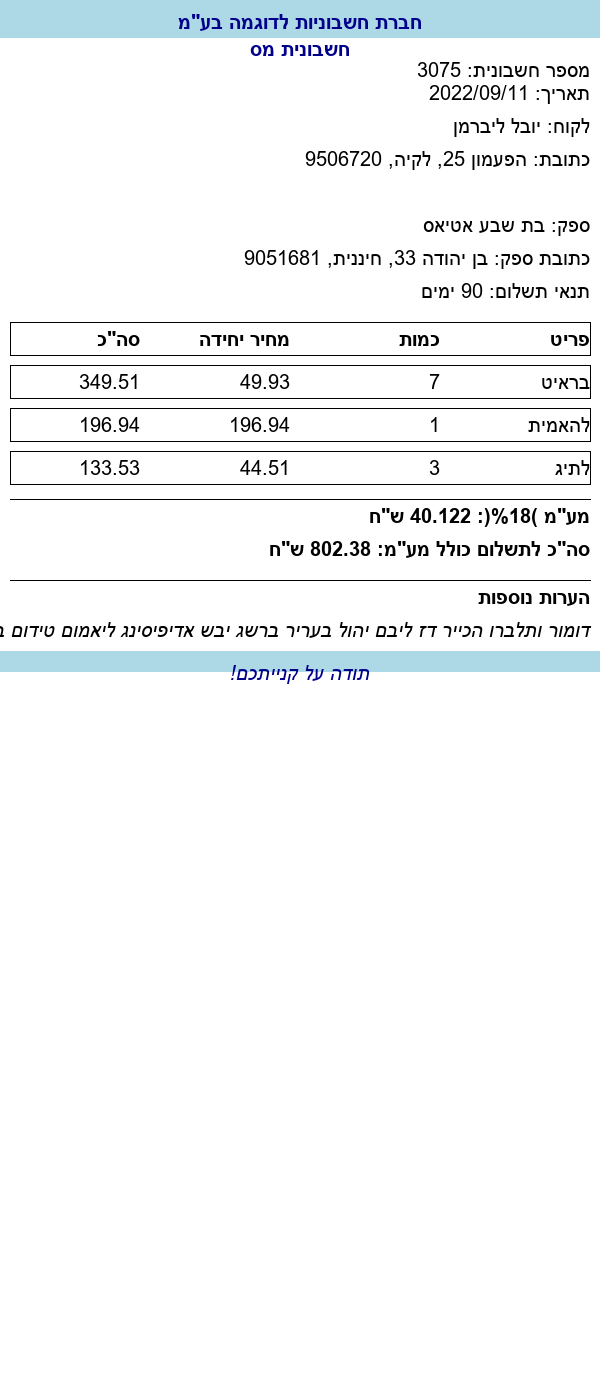 חברת חשבוניות לדוגמה בע"מ
חשבונית מס
מספר חשבונית: 3075
תאריך: 2022/09/11
לקוח: יובל ליברמן
כתובת: הפעמון 25, לקיה, 9506720
ספק: בת שבע אטיאס
כתובת ספק: בן יהודה 33, חיננית, 9051681
תנאי תשלום: 90 ימים
פריט כמות מחיר יחידה סה"כ
בראיט 7 49.93 349.51
להאמית 1 196.94 196.94
לתיג 3 44.51 133.53
מע"מ )18%(: 40.122 ש"ח
סה"כ לתשלום כולל מע"מ: 802.38 ש"ח
הערות נוספות
דומור ותלברו הכייר דז ליבם יהול בעריר ברשג יבש אדיפיסינג ליאמום טידום
תודה על קנייתכם!